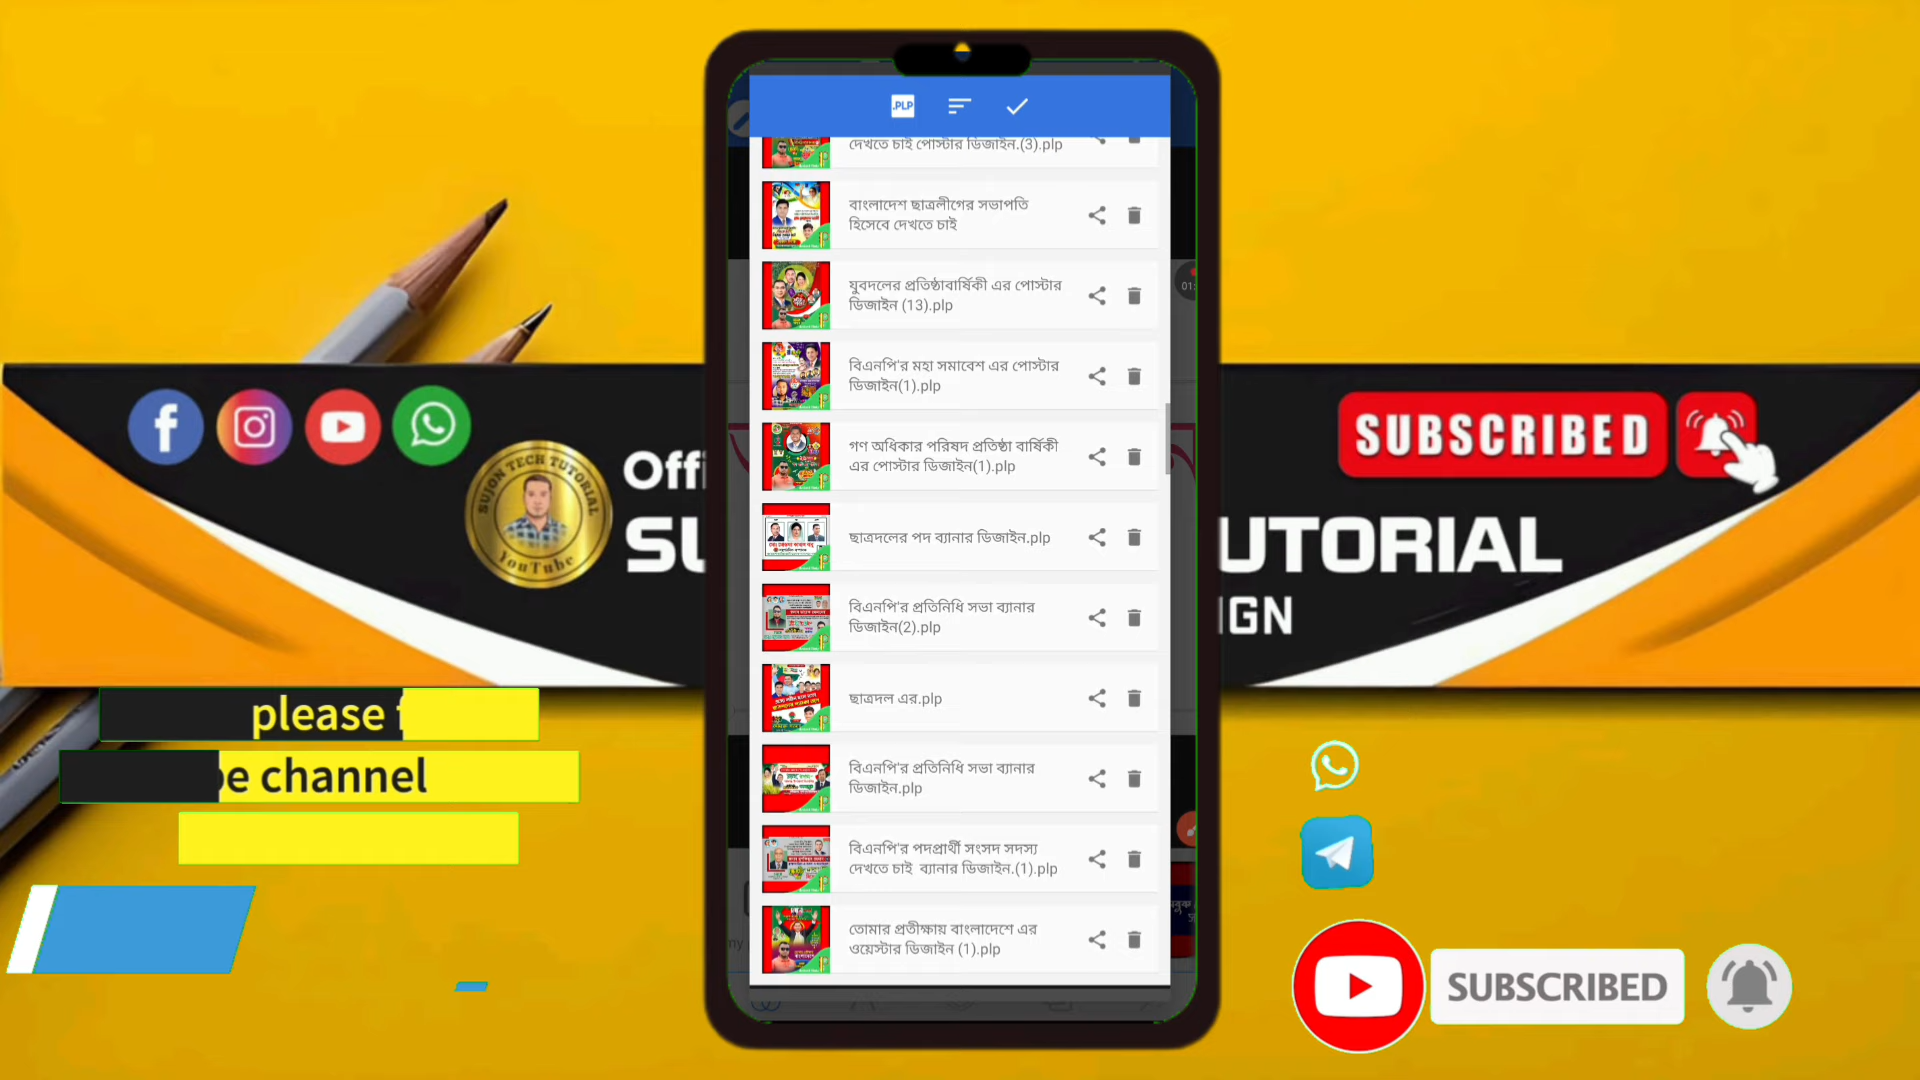 .PLP
দেখতে চাই পোস্টার ডিজাইন.(3).plp
বাংলাদেশ ছাত্রলীগের সভাপতি
হিসেবে দেখতে চাই
যুবদলের প্রতিষ্ঠাবার্ষিকী এর পোস্টার
ডিজাইন (13).plp
01:
বিএনপি'র মহা সমাবেশ এর পোস্টার
ডিজাইন(1).plp
গণ অধিকার পরিষদ প্রতিষ্ঠা বার্ষিকী
এর পোস্টার ডিজাইন(1).plp
ছাত্রদলের পদ ব্যানার ডিজাইন.plp
বিএনপি'র প্রতিনিধি সভা ব্যানার
ডিজাইন(2).plp
ছাত্রদল এর.plp
বিএনপি'র প্রতিনিধি সভা ব্যানার
ডিজাইন.plp
বিএনপি'র পদপ্রার্থী সংসদ সদস্য
দেখতে চাই ব্যানার ডিজাইন.(1).plp
তোমার প্রতীক্ষায় বাংলাদেশে এর
ওয়েস্টার ডিজাইন (1).plp
SUJON TECH TUTORIAL
YouTube
Offi
SU
UTORIAL
IGN
SUBSCRIBED
please
be channel
SUBSCRIBED